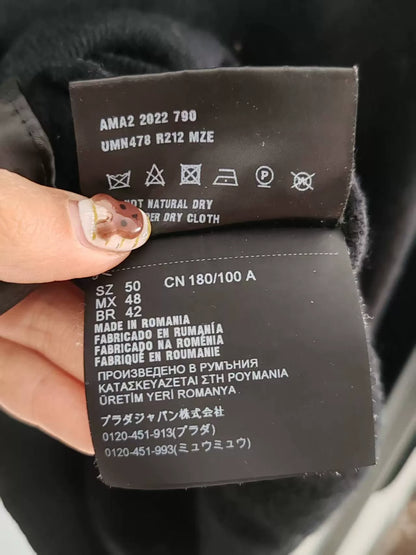 AMA2 2022 790
UMN478 R212 MZE
NOT NATURAL DRY
DRY CLOTH
SZ 50 CN 180/100 A
MX 48
BR 42
MADE IN ROMANIA
FABRICADO EN RUMANÍA
FABRICADO NA ROMÉNIA
FABRIQUÉ EN ROUMANIE
ПРОИЗВЕДЕНО В РУМЪНИЯ
ΚΑΤΑΣΚΕΥΑΖΕΤΑΙ ΣΤΗ ΡΟΥΜΑΝΙΑ
ÜRETİM YERİ ROMANYA
プラダジャパン株式会社
0120-451-913(プラダ)
0120-451-993(ミュウミュウ)